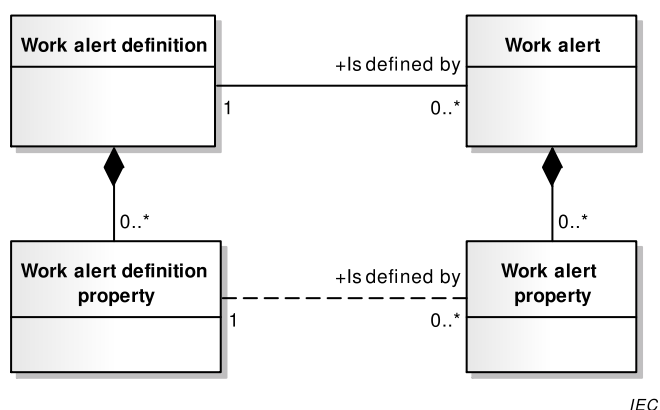 Work alert definition
Work alert
+Is defined by
1
0..*
0..*
0..*
Work alert definition
property
Work alert
property
+Is defined by
1
0..*
IEC